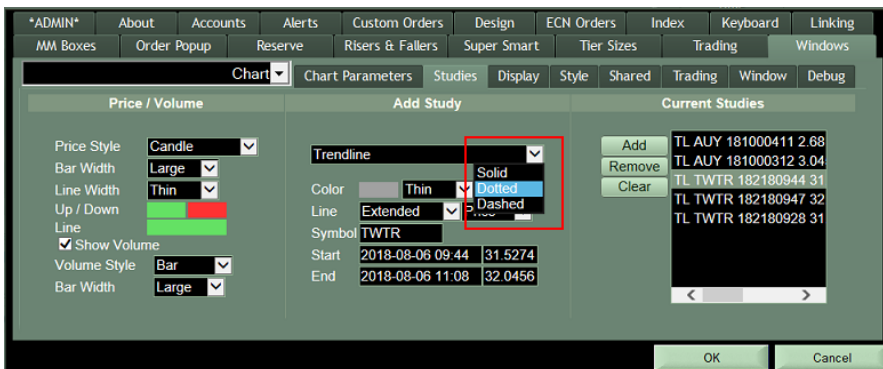 *ADMIN* About Accounts Alerts Custom Orders Design ECN Orders Index Keyboard Linking
MM Boxes Order Popup Reserve Risers & Fallers Super Smart Tier Sizes Trading Windows
Chart Chart Parameters Studies Display Style Shared Trading Window Debug
Price / Volume
Price Style Candle
Bar Width Large
Line Width Thin
Up / Down
Line
Show Volume
Volume Style Bar
Bar Width Large
Add Study
Trendline
Solid
Dotted
Dashed
Color Thin
Line Extended
Symbol TWTR
Start 2018-08-06 09:44 31.5274
End 2018-08-06 11:08 32.0456
Current Studies
Add
Remove
Clear
TL AUY 181000411 2.68
TL AUY 181000312 3.04
TL TWTR 182180944 31
TL TWTR 182180947 32
TL TWTR 182180928 31
OK Cancel